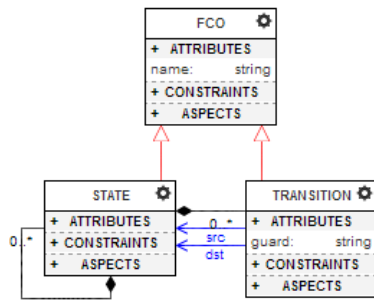 FCO
+ ATTRIBUTES
name: string
+ CONSTRAINTS
+ ASPECTS
STATE
+ ATTRIBUTES
+ CONSTRAINTS
+ ASPECTS
0..*
0..*
src
dst
TRANSITION
+ ATTRIBUTES
guard: string
+ CONSTRAINTS
+ ASPECTS